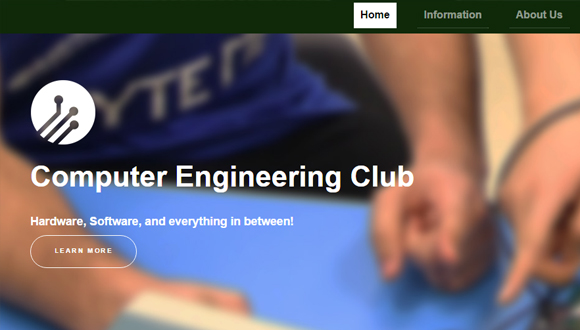 Home Information About Us
Computer Engineering Club
Hardware, Software, and everything in between!
LEARN MORE